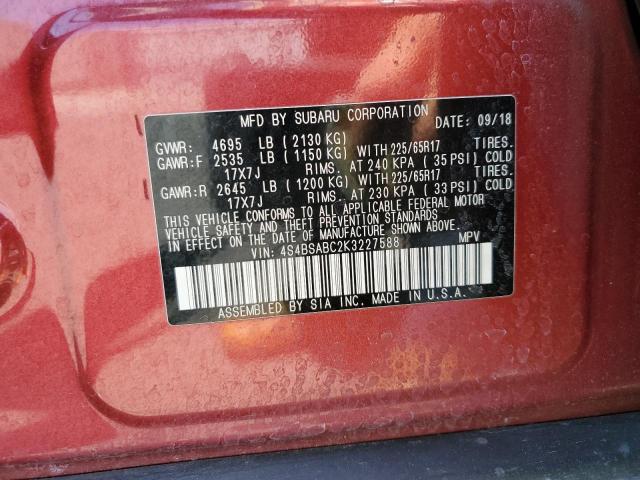 MFD BY SUBARU CORPORATION DATE: 09/18
GVWR: 4695 LB (2130 KG)
GAWR:F 2535 LB (1150 KG) WITH 225/65R17 TIRES.
17X7J RIMS. AT 240 KPA (35 PSI) COLD
GAWR:R 2645 LB (1200 KG) WITH 225/65R17 TIRES.
17X7J RIMS. AT 230 KPA (33 PSI) COLD
THIS VEHICLE CONFORMS TO ALL APPLICABLE FEDERAL MOTOR
VEHICLE SAFETY AND THEFT PREVENTION STANDARDS
IN EFFECT ON THE DATE OF MANUFACTURE SHOWN ABOVE.
VIN: 4S4BSABC2K3227588 MPV
ASSEMBLED BY SIA INC. MADE IN U.S.A.